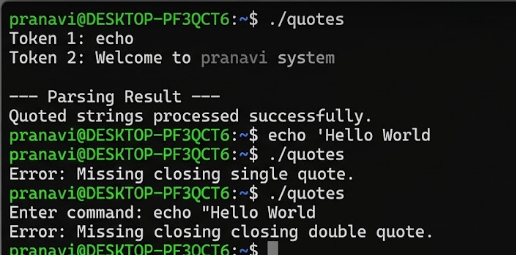 pranavi@DESKTOP-PF3QCT6:~$ ./quotes
Token 1: echo
Token 2: Welcome to pranavi system
--- Parsing Result ---
Quoted strings processed successfully.
pranavi@DESKTOP-PF3QCT6:~$ echo 'Hello World
pranavi@DESKTOP-PF3QCT6:~$ ./quotes
Error: Missing closing single quote.
pranavi@DESKTOP-PF3QCT6:~$ ./quotes
Enter command: echo "Hello World
Error: Missing closing closing double quote.
pranavi@DESKTOP-PF3QCT6:~$